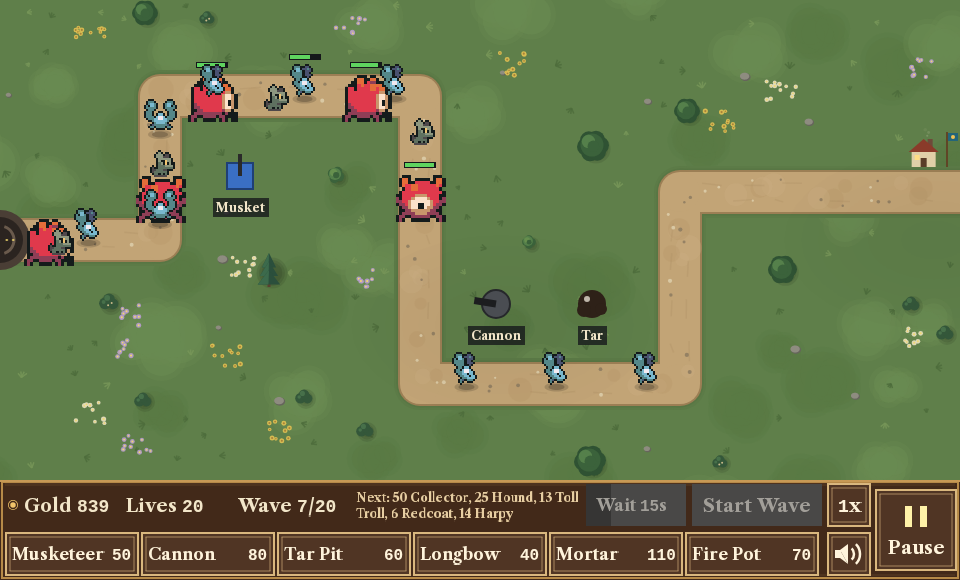 Musket
Cannon
Tar
Gold 839 Lives 20 Wave 7/20
Next: 50 Collector, 25 Hound, 13 Toll
Troll, 6 Redcoat, 14 Harpy
Wait 15s
Start Wave
1x
Pause
Musketeer 50
Cannon 80
Tar Pit 60
Longbow 40
Mortar 110
Fire Pot 70